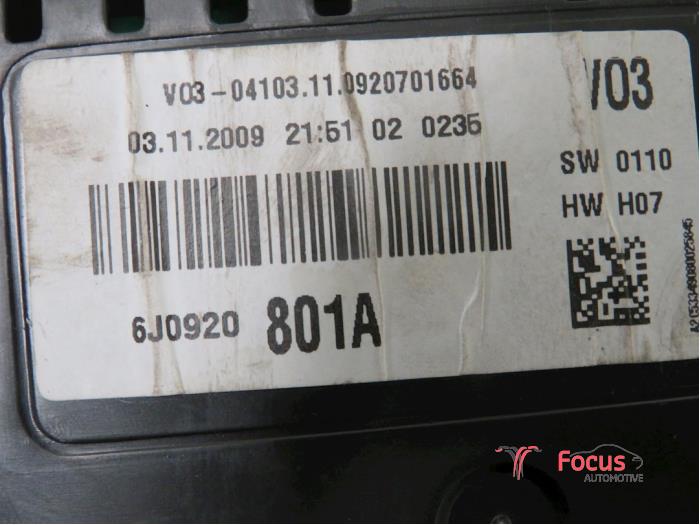 V03-04103.11.0920701664
V03
03.11.2009 21:51 02 0235
SW 0110
HW H07
6J0920 801A
Focus
AUTOMOTIVE